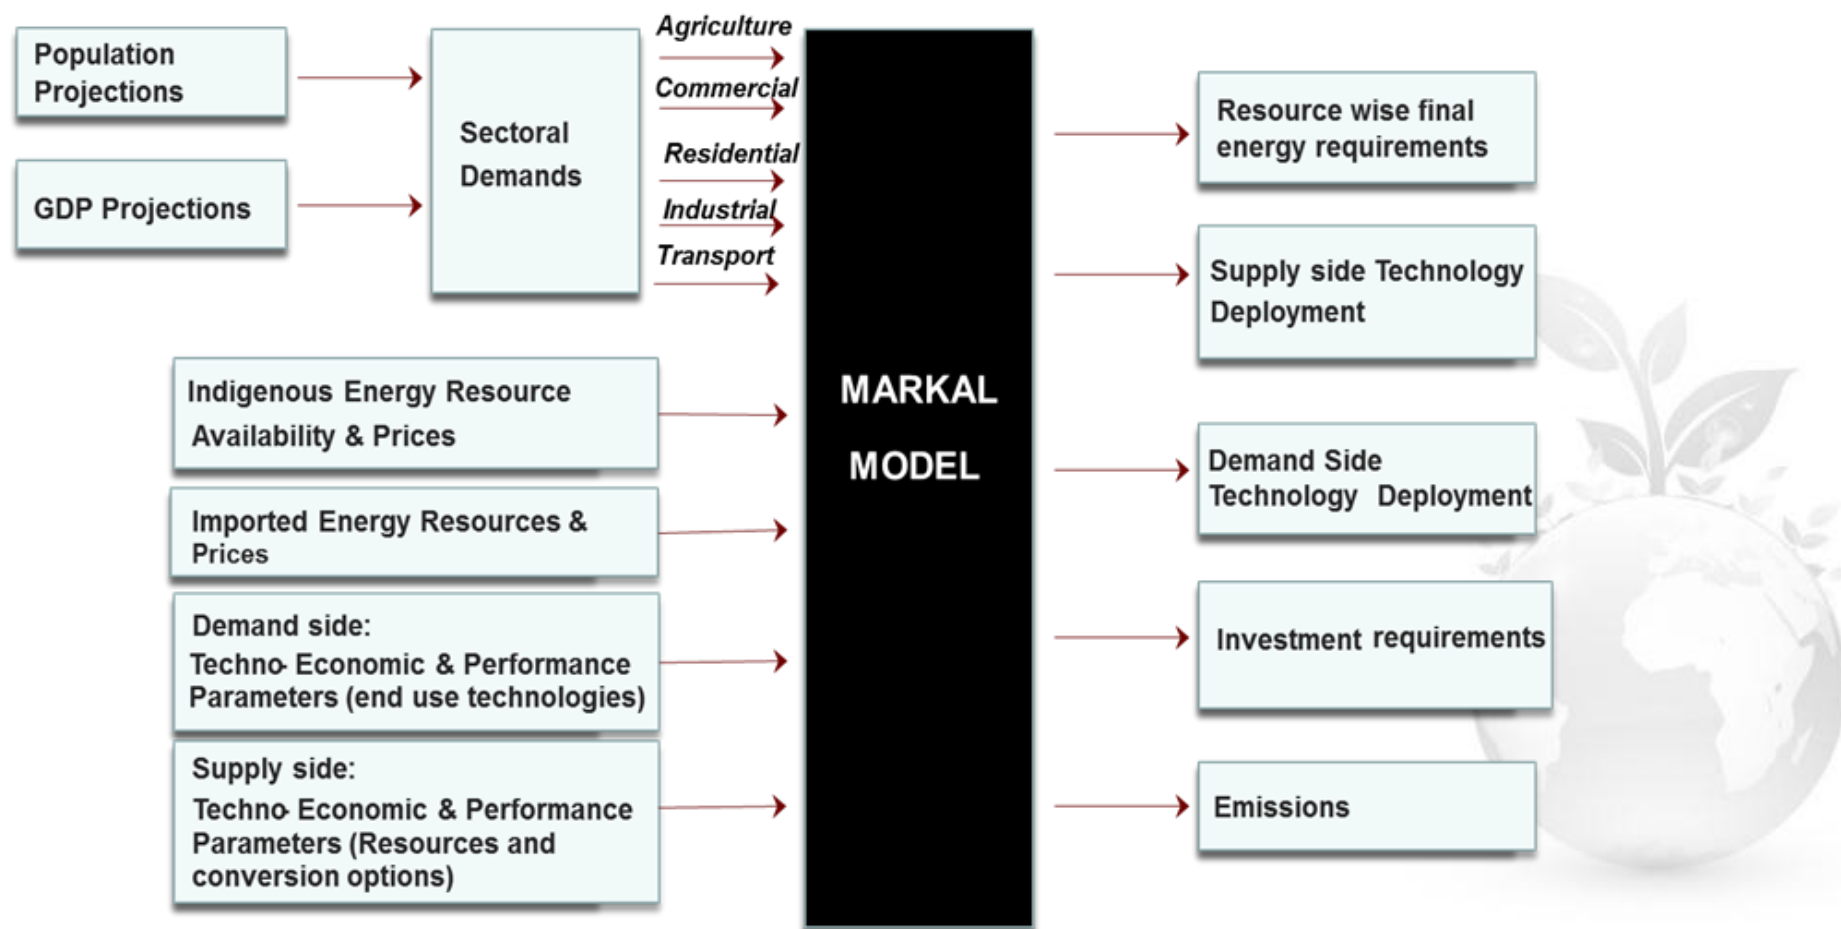 Population
Projections
GDP Projections
Sectoral
Demands
Agriculture
Commercial
Residential
Industrial
Transport
Indigenous Energy Resource
Availability & Prices
Imported Energy Resources &
Prices
Demand side:
Techno- Economic & Performance
Parameters (end use technologies)
Supply side:
Techno- Economic & Performance
Parameters (Resources and
conversion options)
MARKAL
MODEL
Resource wise final
energy requirements
Supply side Technology
Deployment
Demand Side
Technology Deployment
Investment requirements
Emissions